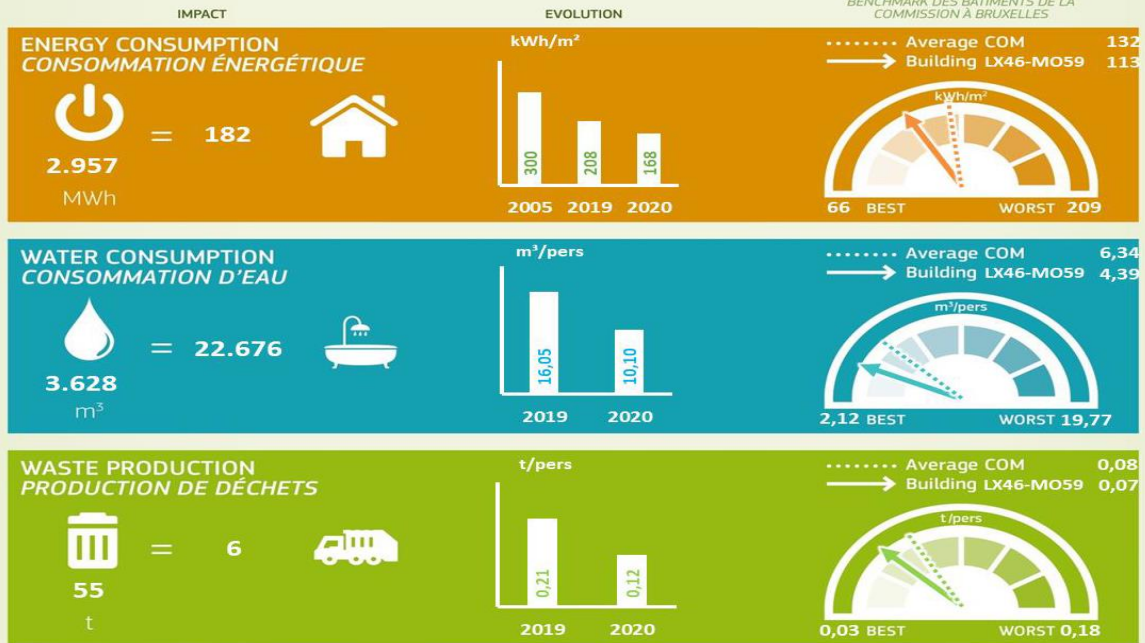 IMPACT
EVOLUTION
BENCHMARK DES BÂTIMENTS DE LA
COMMISSION À BRUXELLES
ENERGY CONSUMPTION
CONSOMMATION ÉNERGÉTIQUE
2.957
MWh
= 182
kWh/m²
300
208
168
2005 2019 2020
Average COM 132
Building LX46-MO59 113
kWh/m²
66 BEST
WORST 209
WATER CONSUMPTION
CONSOMMATION D'EAU
3.628
m³
= 22.676
m³/pers
16,05
10,10
2019 2020
Average COM 6,34
Building LX46-MO59 4,39
m³/pers
2,12 BEST
WORST 19,77
WASTE PRODUCTION
PRODUCTION DE DÉCHETS
55
t
= 6
t/pers
0,21
0,12
2019 2020
Average COM 0,08
Building LX46-MO59 0,07
t/pers
0,03 BEST
WORST 0,18